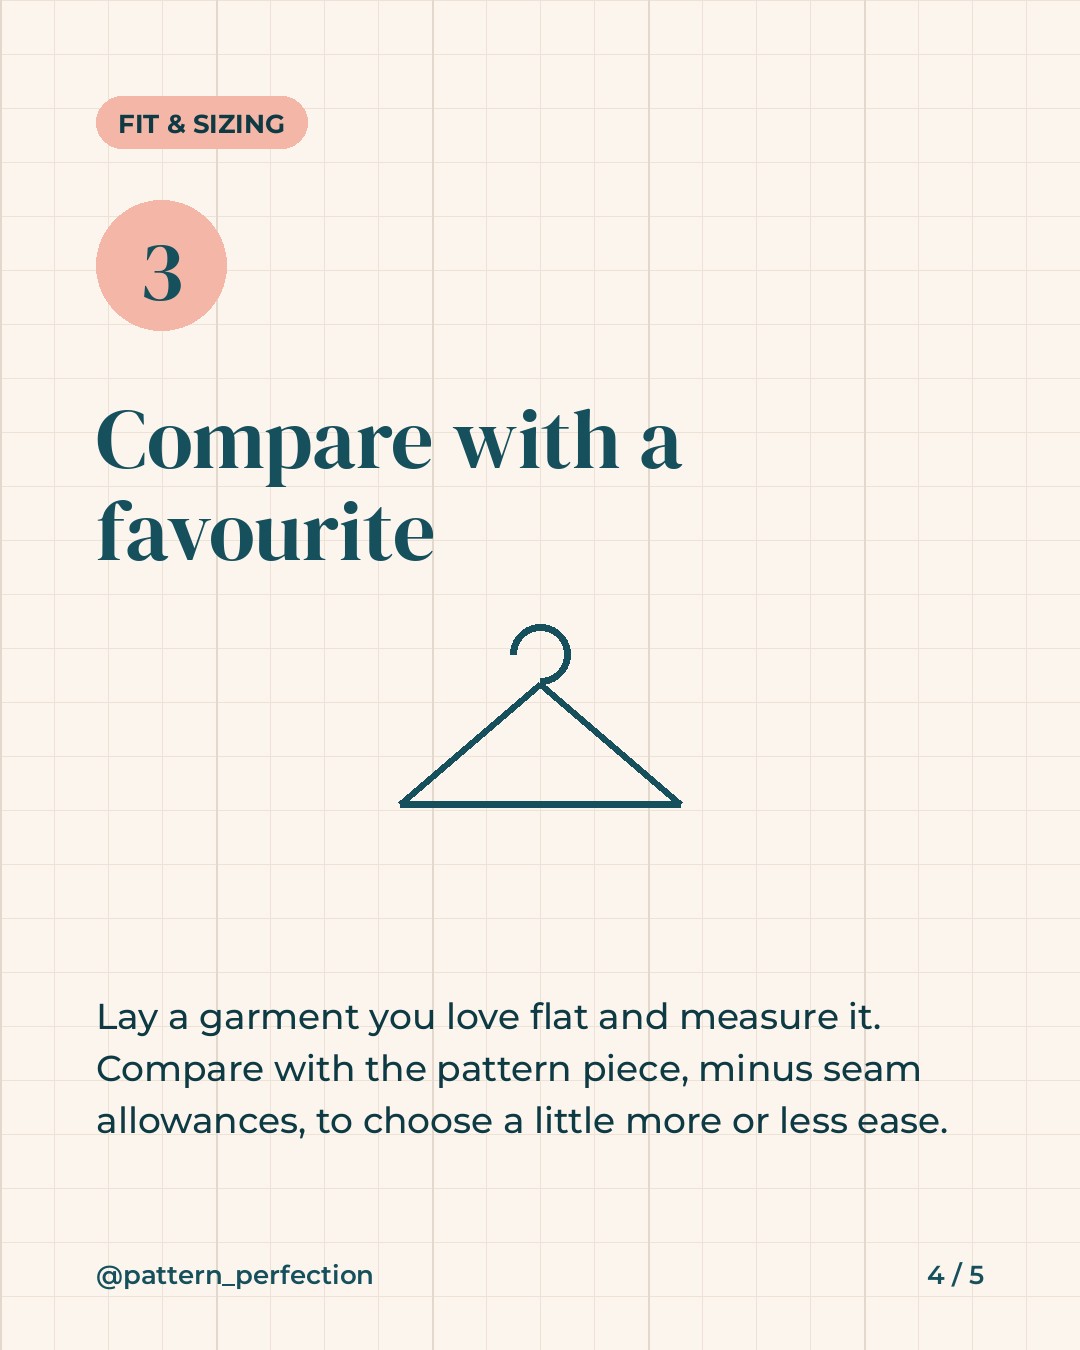 FIT & SIZING
3
Compare with a
favourite
Lay a garment you love flat and measure it.
Compare with the pattern piece, minus seam
allowances, to choose a little more or less ease.
@pattern_perfection
4 / 5